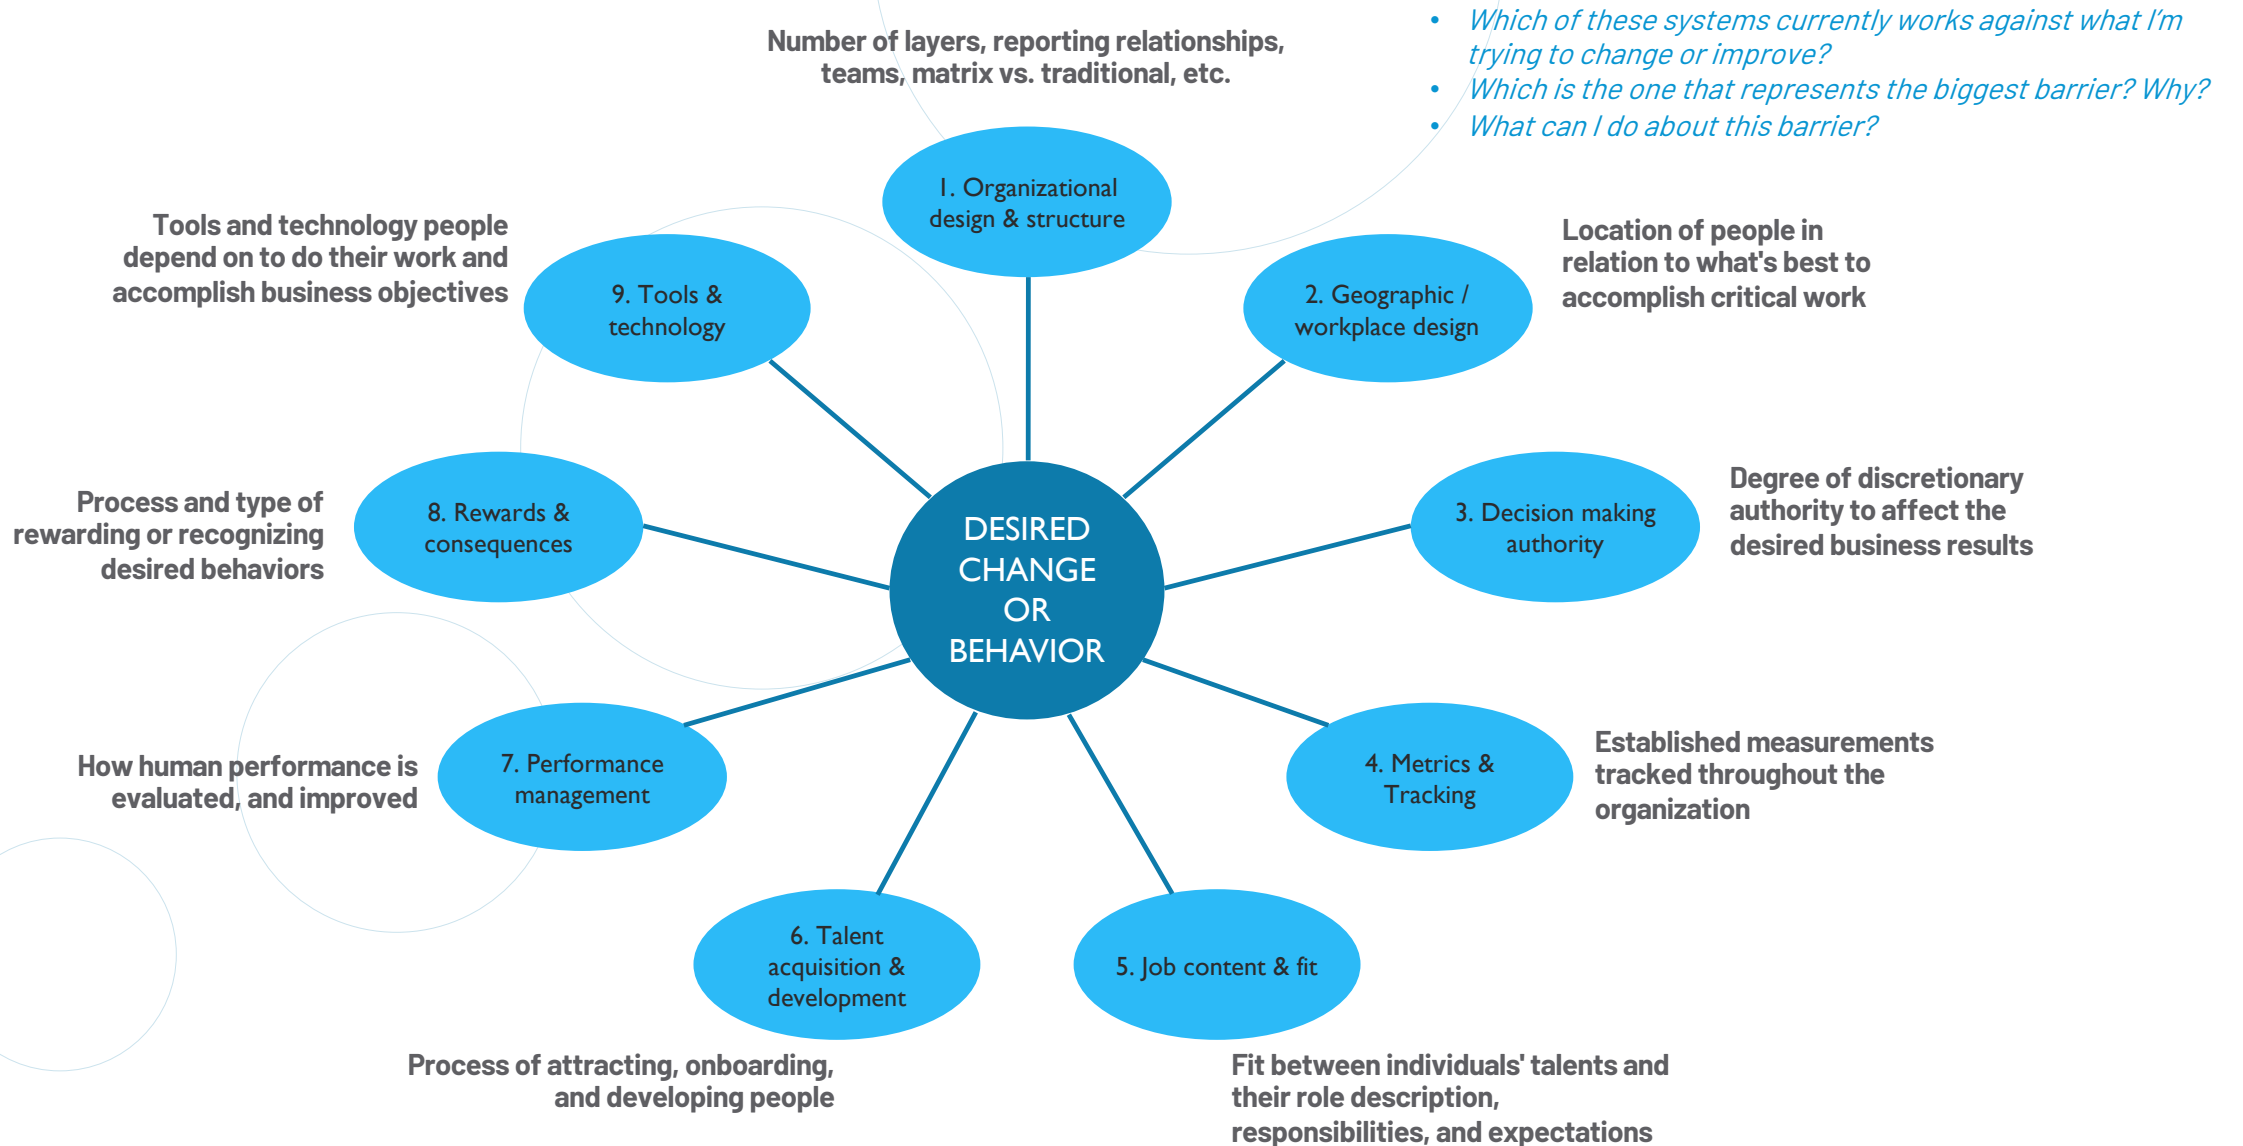 Number of layers, reporting relationships,
teams, matrix vs. traditional, etc.
• Which of these systems currently works against what I'm
trying to change or improve?
• Which is the one that represents the biggest barrier? Why?
• What can I do about this barrier?
1. Organizational
design & structure
Location of people in
relation to what's best to
accomplish critical work
2. Geographic /
workplace design
Degree of discretionary
authority to affect the
desired business results
3. Decision making
authority
Established measurements
tracked throughout the
organization
4. Metrics &
Tracking
5. Job content & fit
Fit between individuals' talents and
their role description,
responsibilities, and expectations
6. Talent
acquisition &
development
Process of attracting, onboarding,
and developing people
7. Performance
management
How human performance is
evaluated, and improved
8. Rewards &
consequences
Process and type of
rewarding or recognizing
desired behaviors
9. Tools &
technology
Tools and technology people
depend on to do their work and
accomplish business objectives
DESIRED
CHANGE
OR
BEHAVIOR